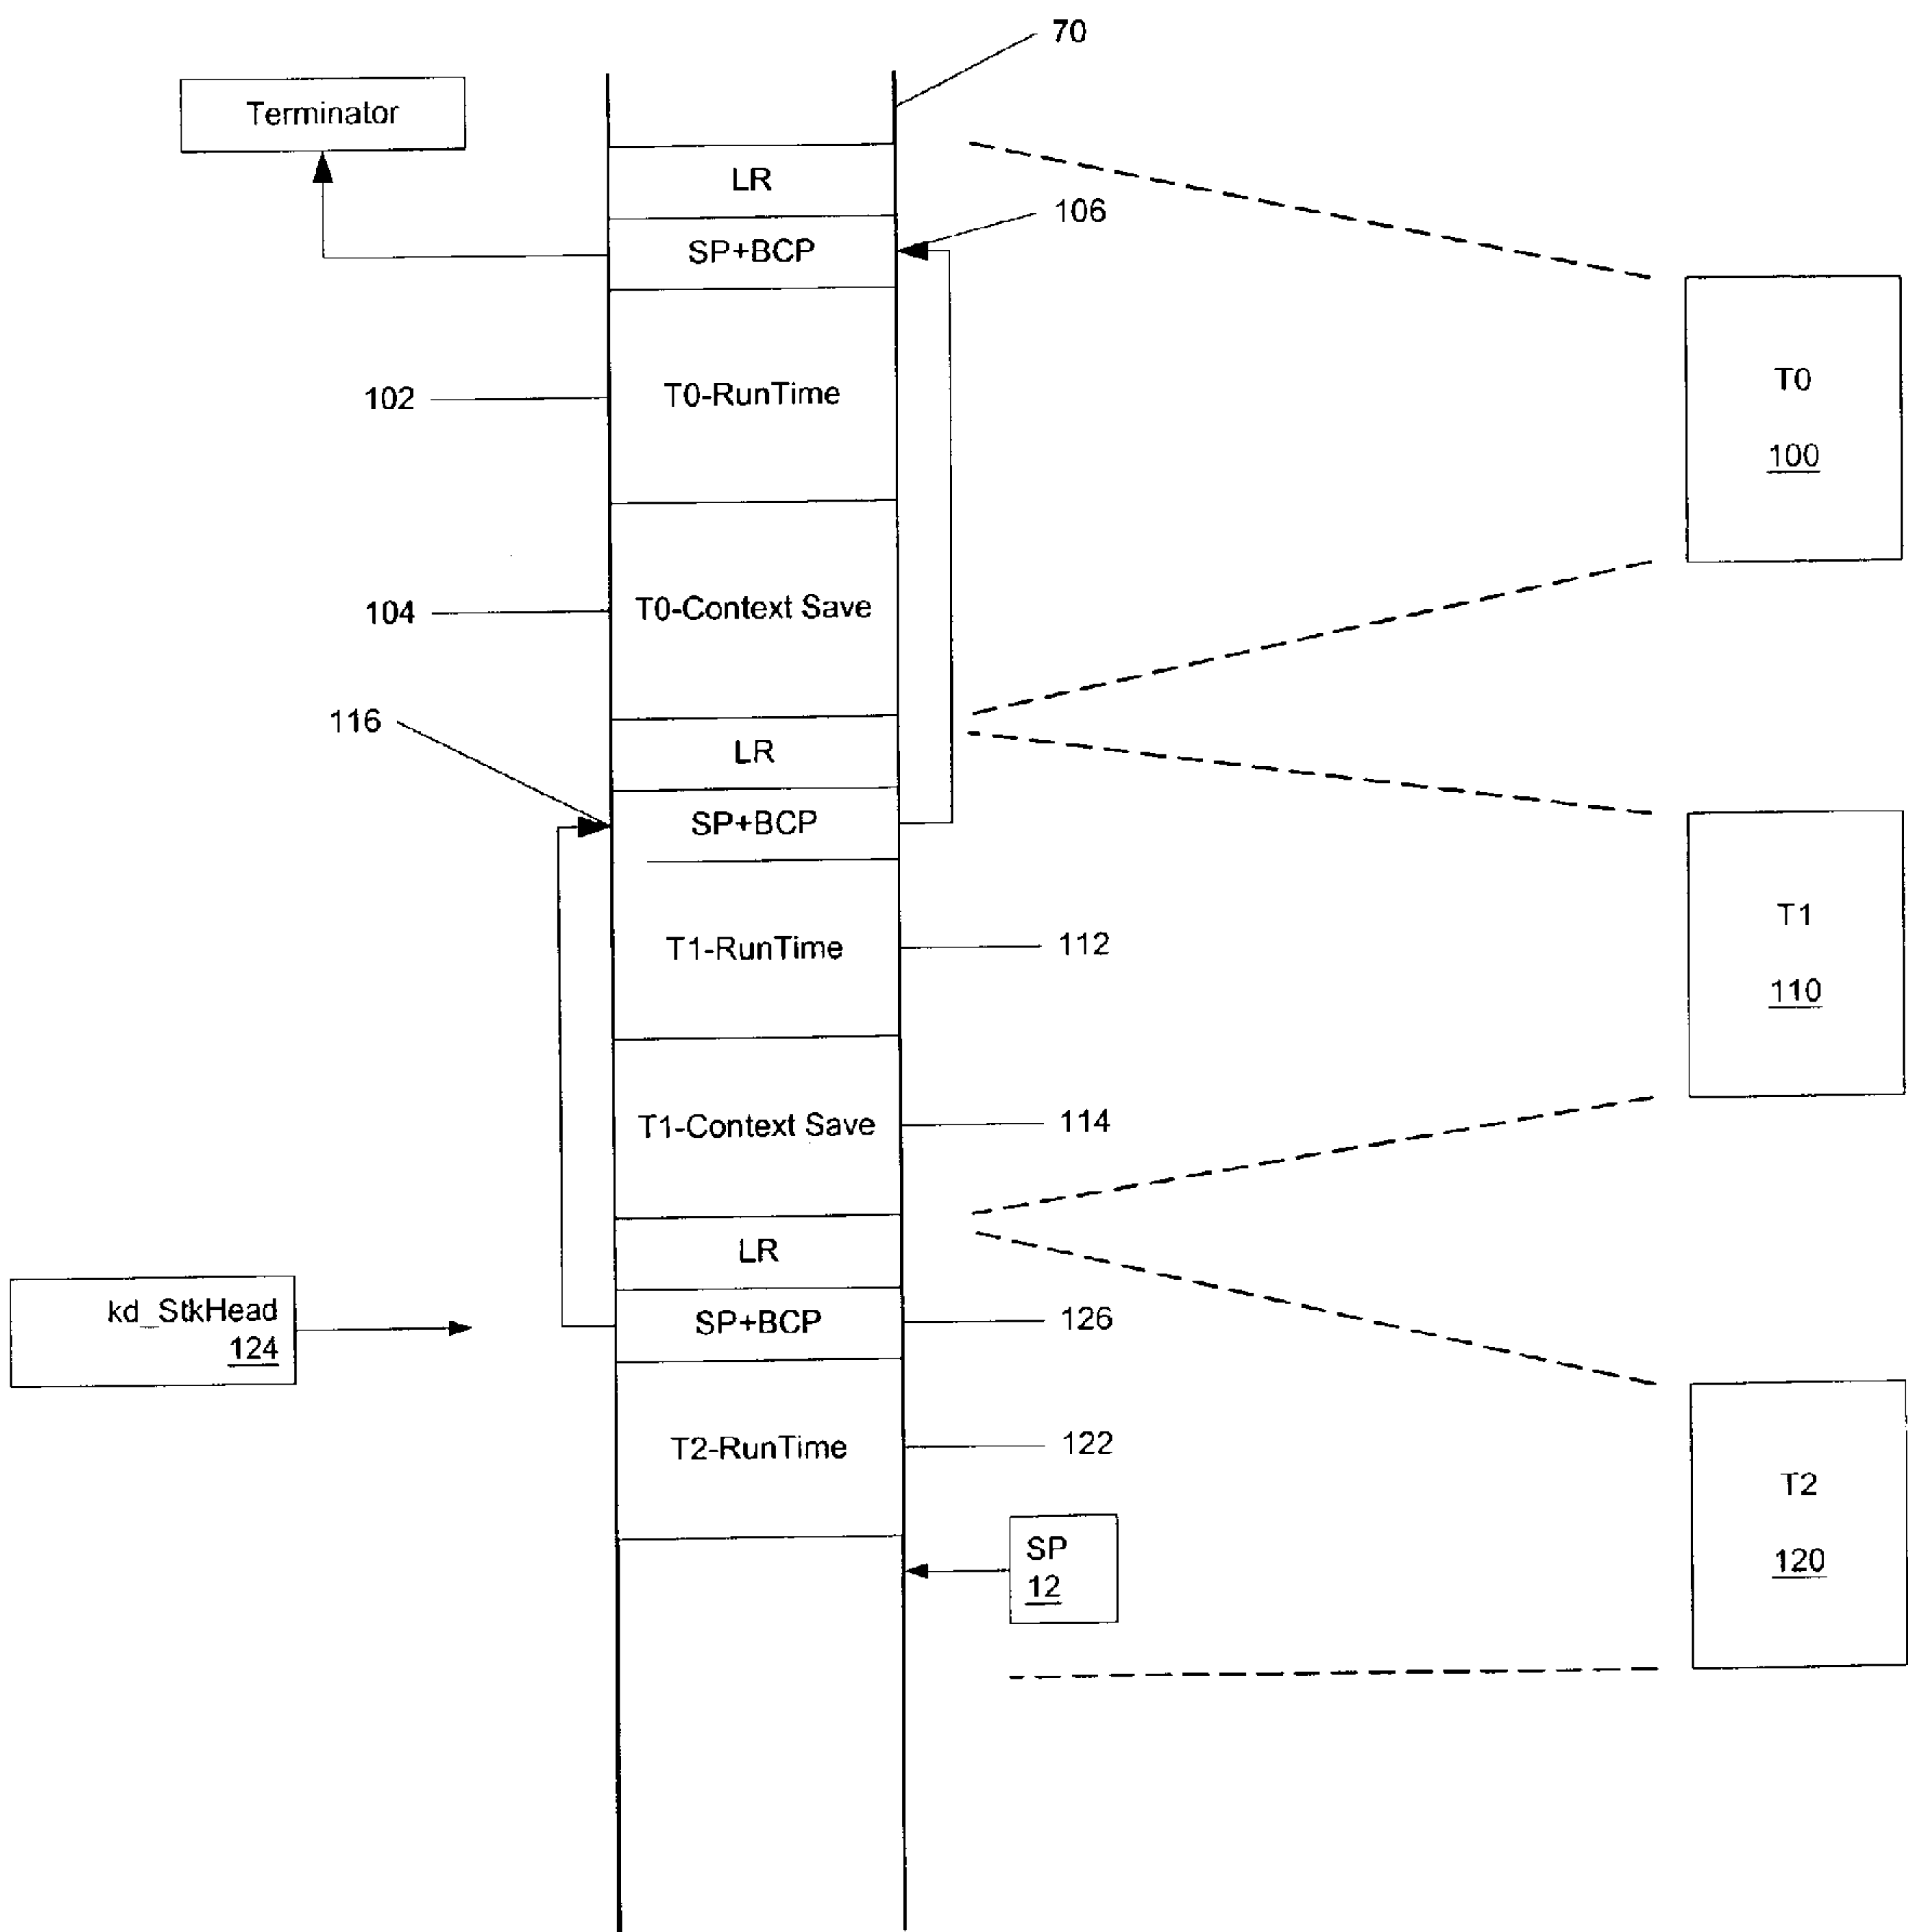 70
Terminator
LR
106
SP+BCP
102
T0-RunTime
T0
100
104
T0-Context Save
116
LR
SP+BCP
T1-RunTime
112
T1
110
T1-Context Save
114
LR
kd_StkHead
124
SP+BCP
126
T2-RunTime
122
T2
120
SP
12